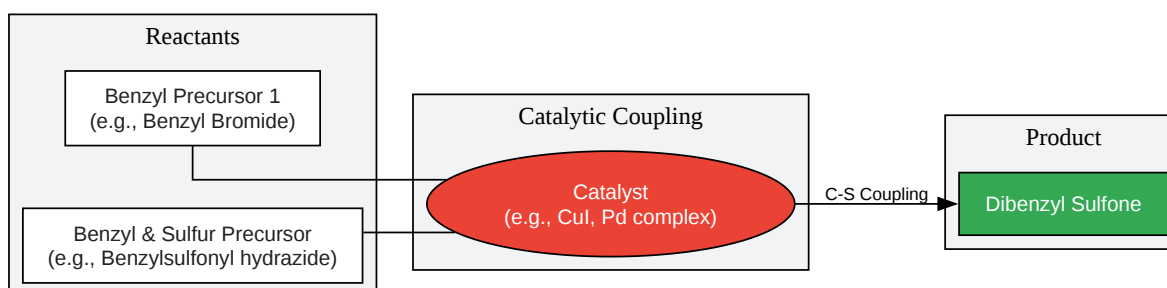 Reactants
Benzyl Precursor 1
(e.g., Benzyl Bromide)
Benzyl & Sulfur Precursor
(e.g., Benzylsulfonyl hydrazide)
Catalytic Coupling
Catalyst
(e.g., CuI, Pd complex)
C-S Coupling
Product
Dibenzyl Sulfone